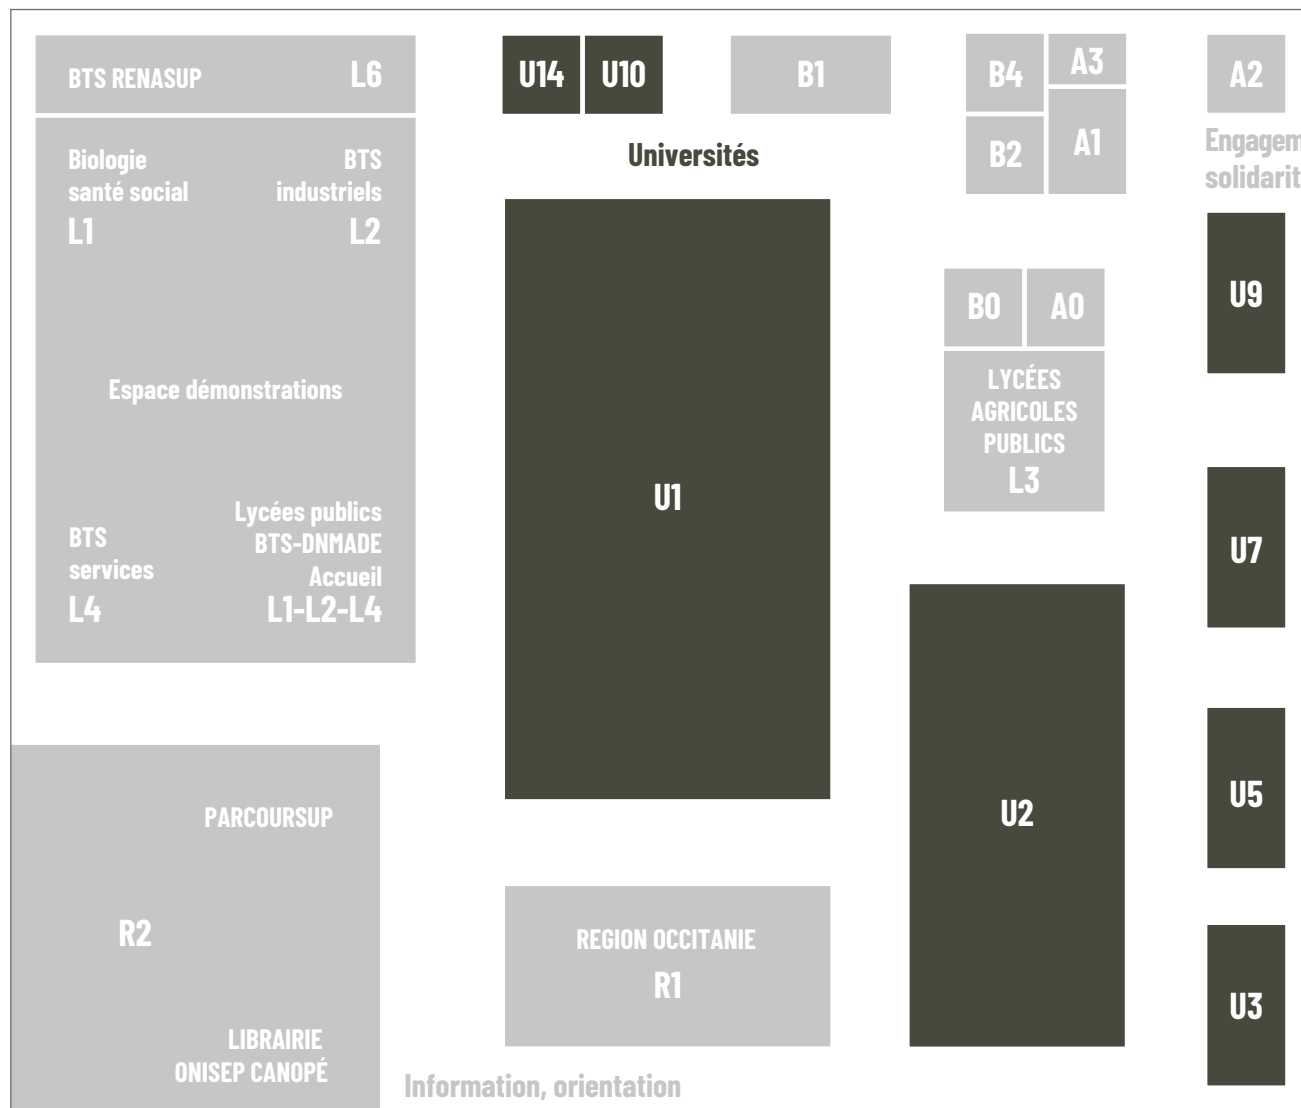 BTS RENASUP L6
U14 U10
B1
B4 A3
B2 A1
A2
Engagem
solidarit
Biologie
santé social
L1
BTS
industriels
L2
Espace démonstrations
BTS
services
L4
Lycées publics
BTS-DNMADE
Accueil
L1-L2-L4
Universités
U1
B0 A0
LYCÉES
AGRICOLES
PUBLICS
L3
U9
U7
U2
U5
U3
PARCOURSUP
R2
LIBRAIRIE
ONISEP CANOPÉ
REGION OCCITANIE
R1
Information, orientation